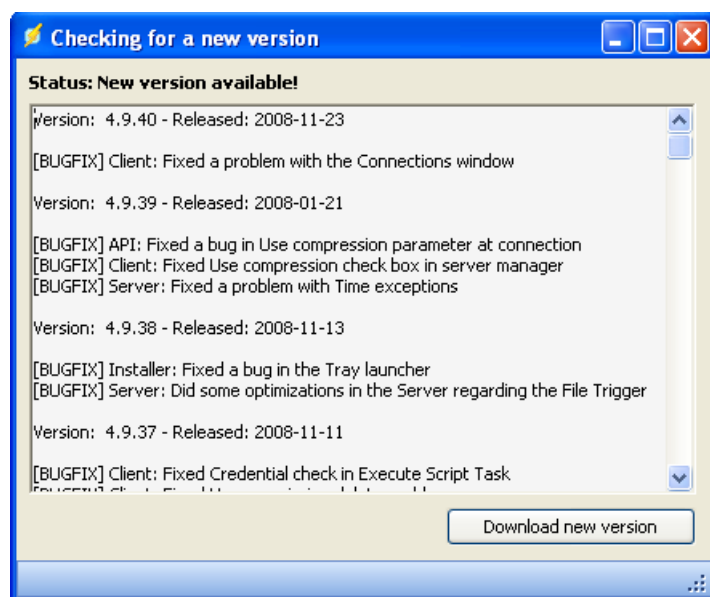 Checking for a new version
Status: New version available!
Version: 4.9.40 - Released: 2008-11-23
[BUGFIX] Client: Fixed a problem with the Connections window
Version: 4.9.39 - Released: 2008-01-21
[BUGFIX] API: Fixed a bug in Use compression parameter at connection
[BUGFIX] Client: Fixed Use compression check box in server manager
[BUGFIX] Server: Fixed a problem with Time exceptions
Version: 4.9.38 - Released: 2008-11-13
[BUGFIX] Installer: Fixed a bug in the Tray launcher
[BUGFIX] Server: Did some optimizations in the Server regarding the File Trigger
Version: 4.9.37 - Released: 2008-11-11
[BUGFIX] Client: Fixed Credential check in Execute Script Task
[BUGFIX] Client: Fixed
Download new version